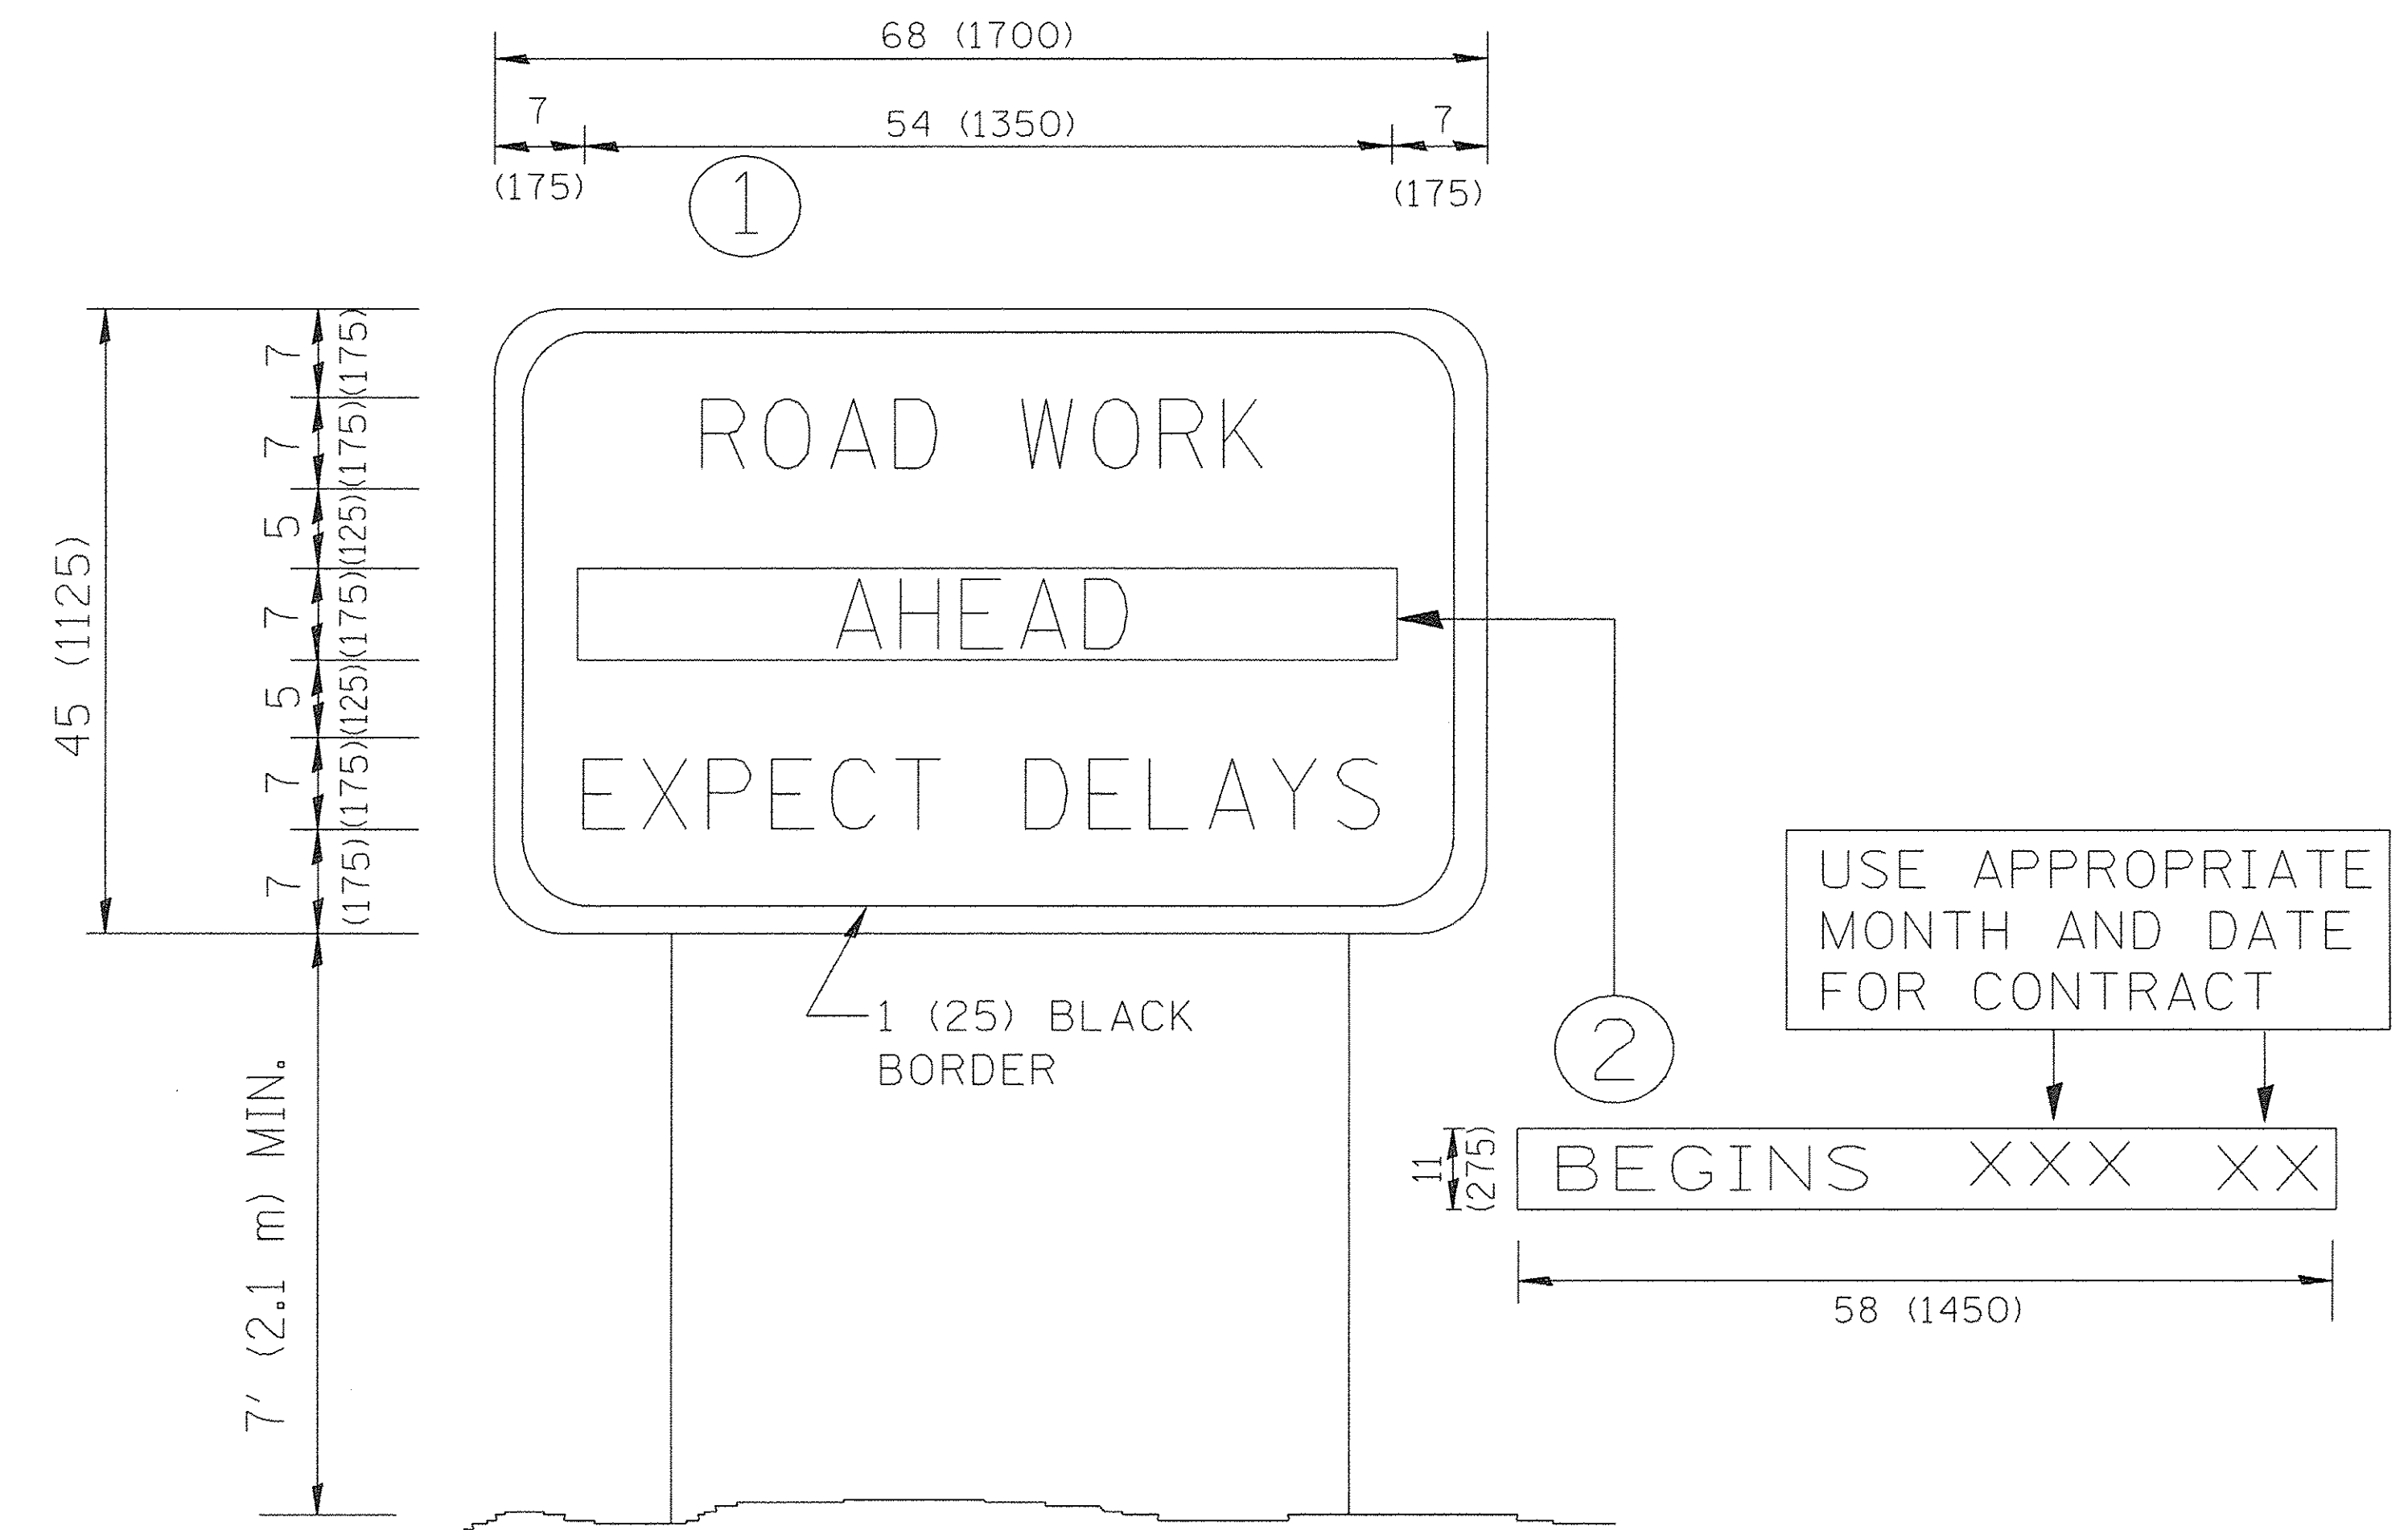 68 (1700)
7
54 (1350)
7
(175)
(175)
1
45 (1125)
7 (175)
7 (175)
5 (125)
7 (175)
5 (125)
7 (175)
7 (175)
7' (2.1 m) MIN.
ROAD WORK
AHEAD
EXPECT DELAYS
1 (25) BLACK
BORDER
USE APPROPRIATE
MONTH AND DATE
FOR CONTRACT
2
11
(275)
BEGINS XXX XX
58 (1450)